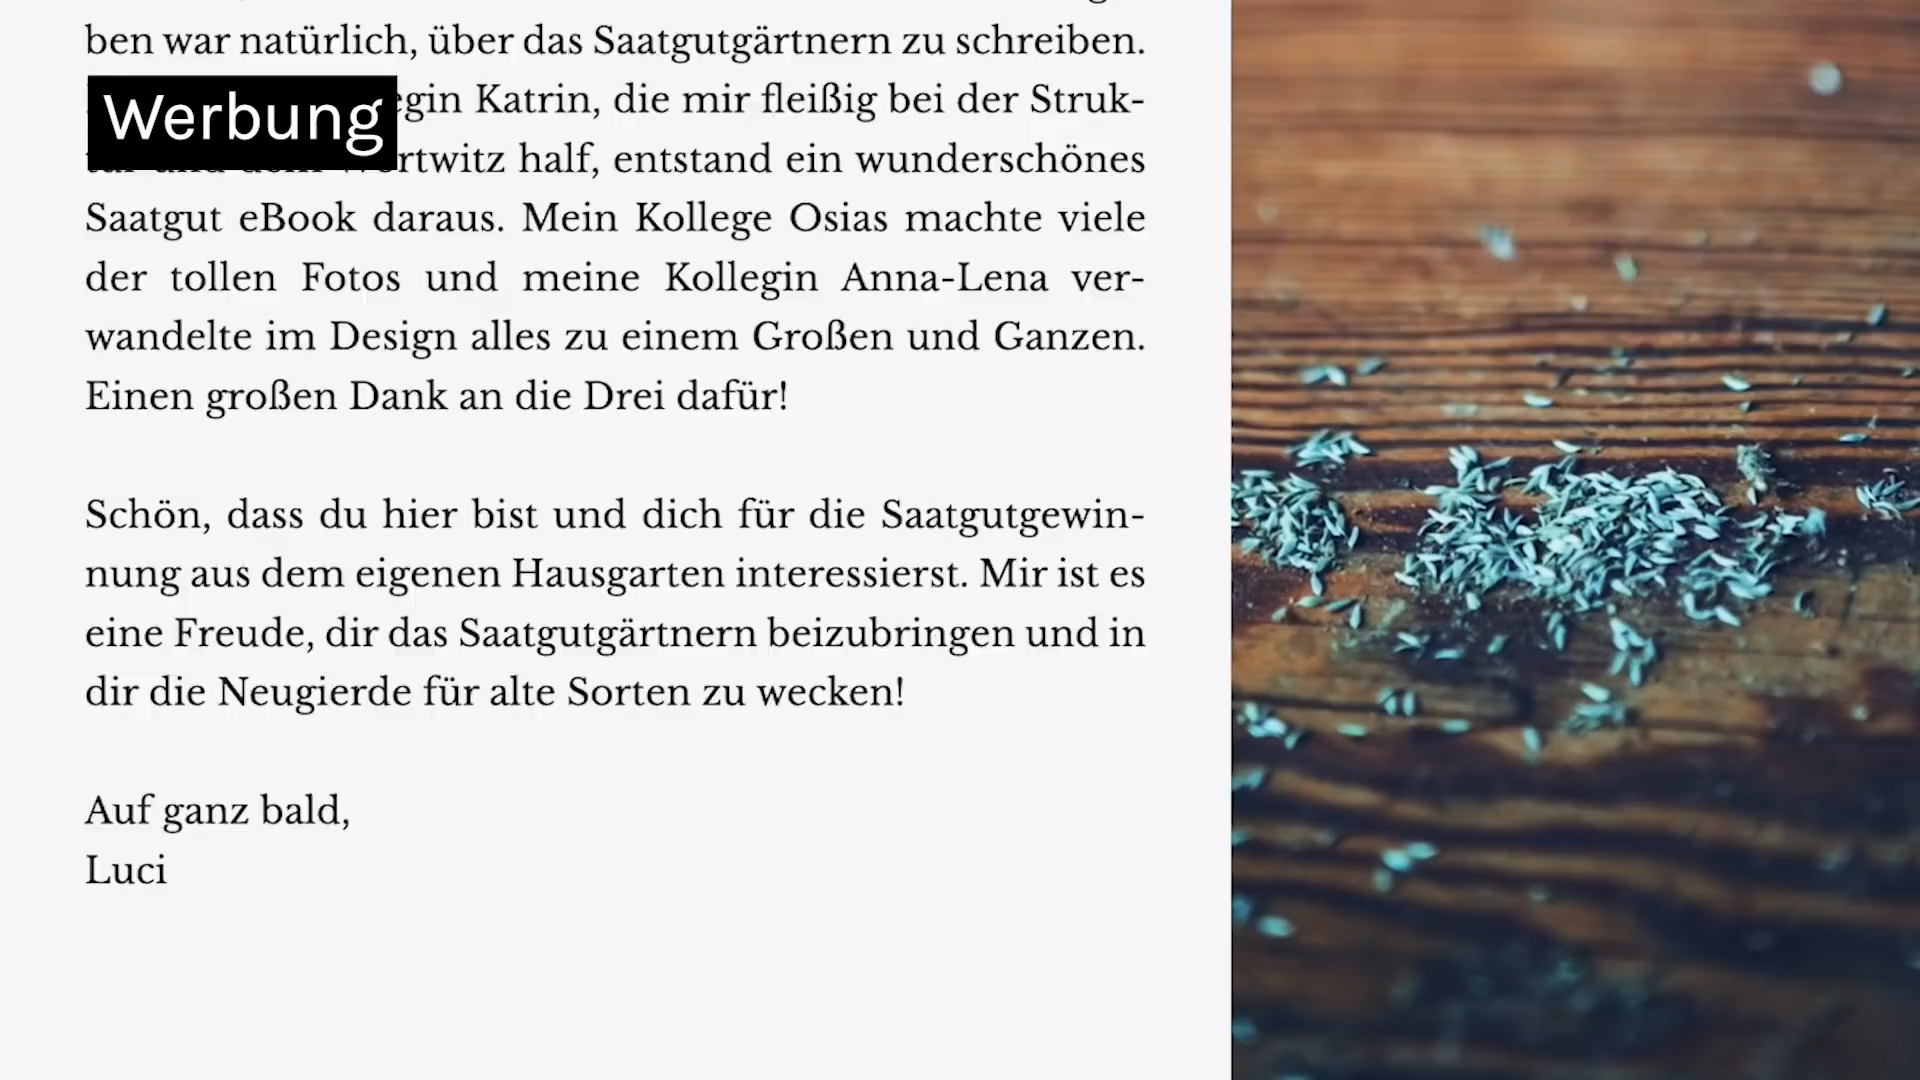 ben war natürlich, über das Saatgutgärtnern zu schreiben.
Werbung
Katrin, die mir fleißig bei der Struk-
half, entstand ein wunderschönes
Saatgut eBook daraus. Mein Kollege Osias machte viele
der tollen Fotos und meine Kollegin Anna-Lena ver-
wandelte im Design alles zu einem Großen und Ganzen.
Einen großen Dank an die Drei dafür!
Schön, dass du hier bist und dich für die Saatgutgewin-
nung aus dem eigenen Hausgarten interessierst. Mir ist es
eine Freude, dir das Saatgutgärtnern beizubringen und in
dir die Neugierde für alte Sorten zu wecken!
Auf ganz bald,
Luci